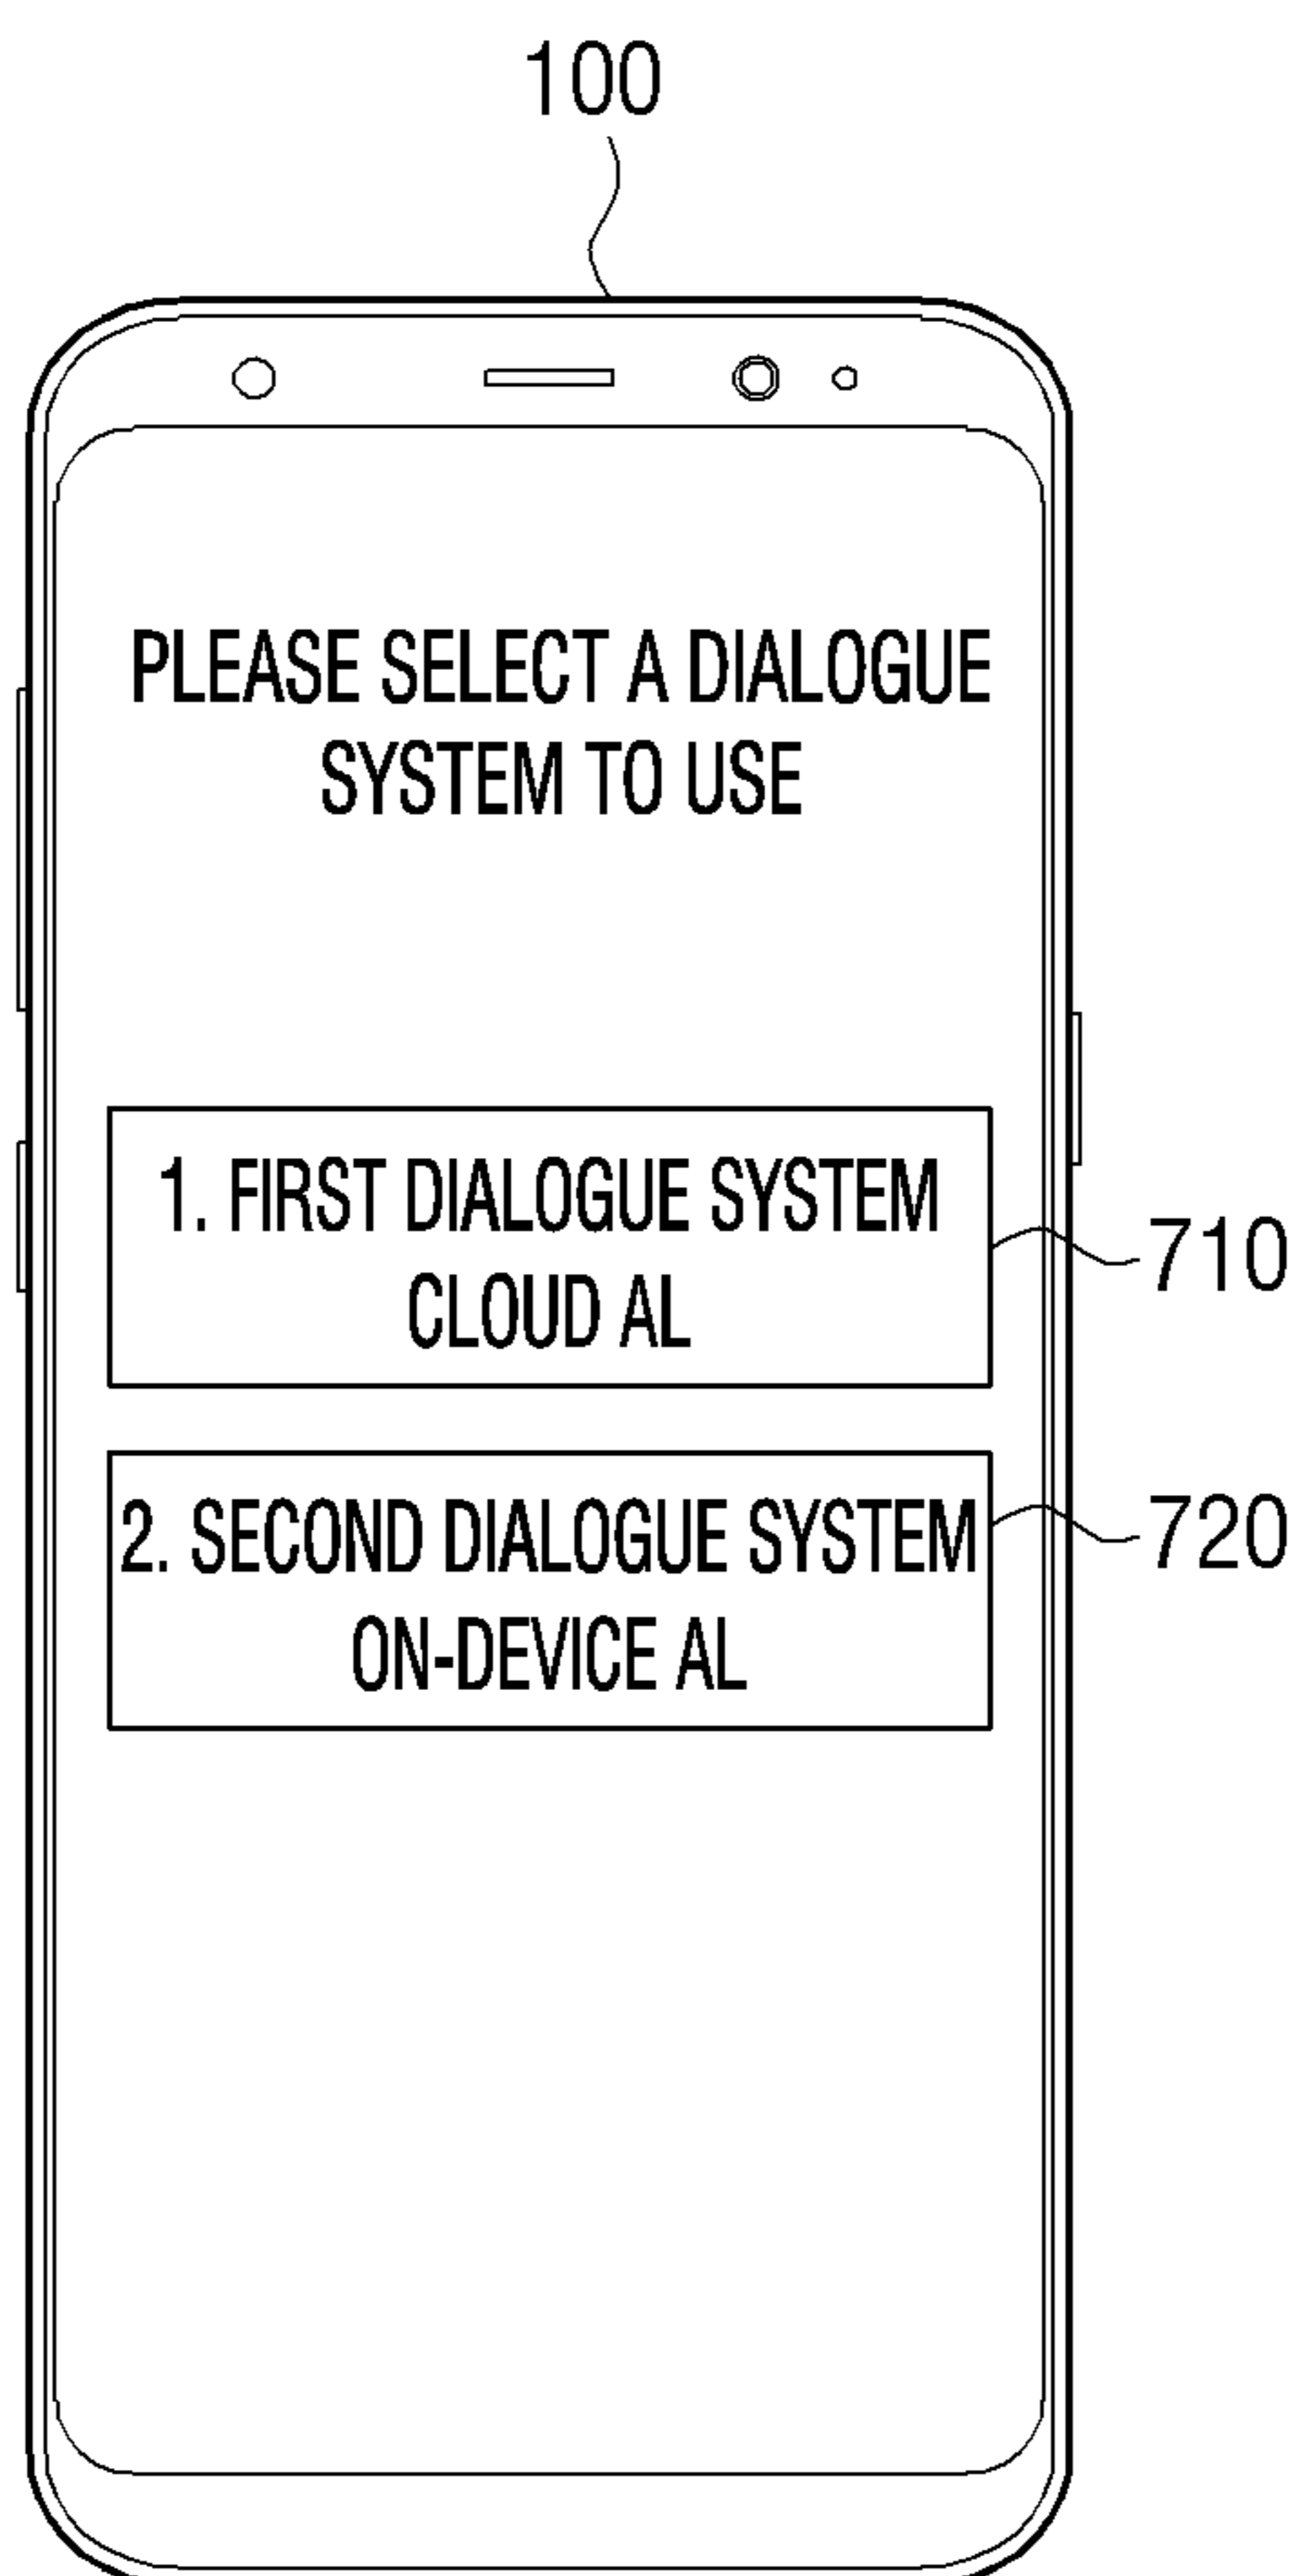 100
PLEASE SELECT A DIALOGUE
SYSTEM TO USE
1. FIRST DIALOGUE SYSTEM
CLOUD AL
710
2. SECOND DIALOGUE SYSTEM
ON-DEVICE AL
720